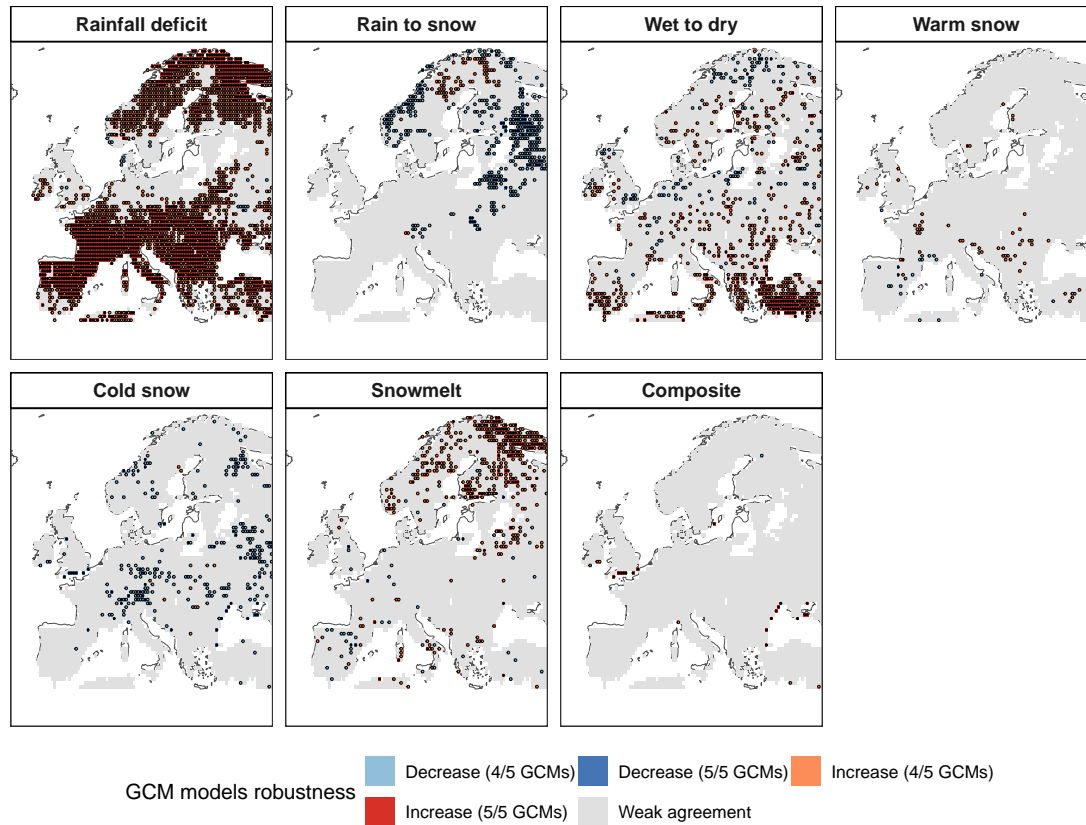 Rainfall deficit
Rain to snow
Wet to dry
Warm snow
Cold snow
Snowmelt
Composite
GCM models robustness
Decrease (4/5 GCMs)
Decrease (5/5 GCMs)
Increase (4/5 GCMs)
Increase (5/5 GCMs)
Weak agreement